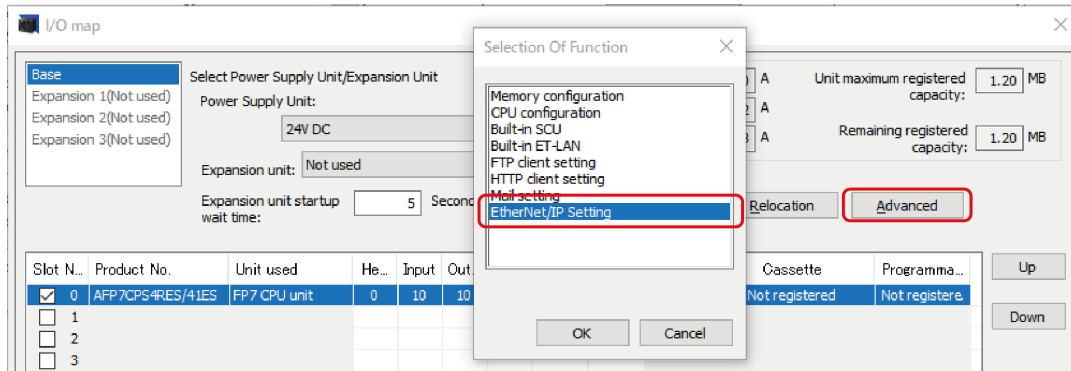 I/O map
Selection Of Function
Base
Expansion 1(Not used)
Expansion 2(Not used)
Expansion 3(Not used)
Select Power Supply Unit/Expansion Unit
Power Supply Unit:
24V DC
Expansion unit: Not used
Expansion unit startup
wait time:
5 Second
Memory configuration
CPU configuration
Built-in SCU
Built-in ET-LAN
FTP client setting
HTTP client setting
Mail setting
EtherNet/IP Setting
OK Cancel
A
A
A
Unit maximum registered
capacity:
1.20 MB
Remaining registered
capacity:
1.20 MB
Relocation Advanced
Slot N... Product No. Unit used He... Input Out. Cassette Programma...
0 AFP7CPS4RES/41ES FP7 CPU unit 0 10 10 Not registered Not registere
1
2
3
Up
Down